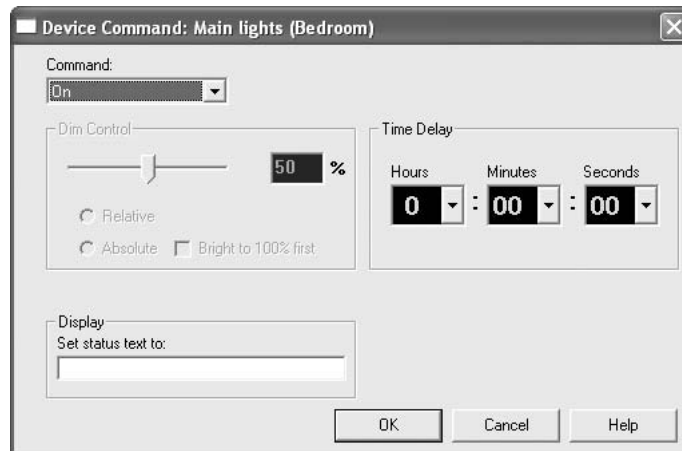 Device Command: Main lights (Bedroom)
Command:
On
Dim Control
50 %
Relative
Absolute Bright to 100% first
Time Delay
Hours Minutes Seconds
0 : 00 : 00
Display
Set status text to:
OK Cancel Help